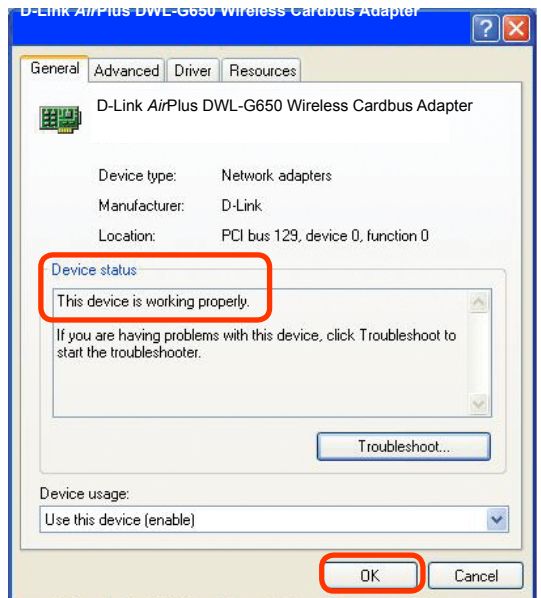 D-Link AirPlus DWL-G650 Wireless Cardbus Adapter
General Advanced Driver Resources
D-Link AirPlus DWL-G650 Wireless Cardbus Adapter
Device type: Network adapters
Manufacturer: D-Link
Location: PCI bus 129, device 0, function 0
Device status
This device is working properly.
If you are having problems with this device, click Troubleshoot to
start the troubleshooter.
Troubleshoot...
Device usage:
Use this device (enable)
OK Cancel